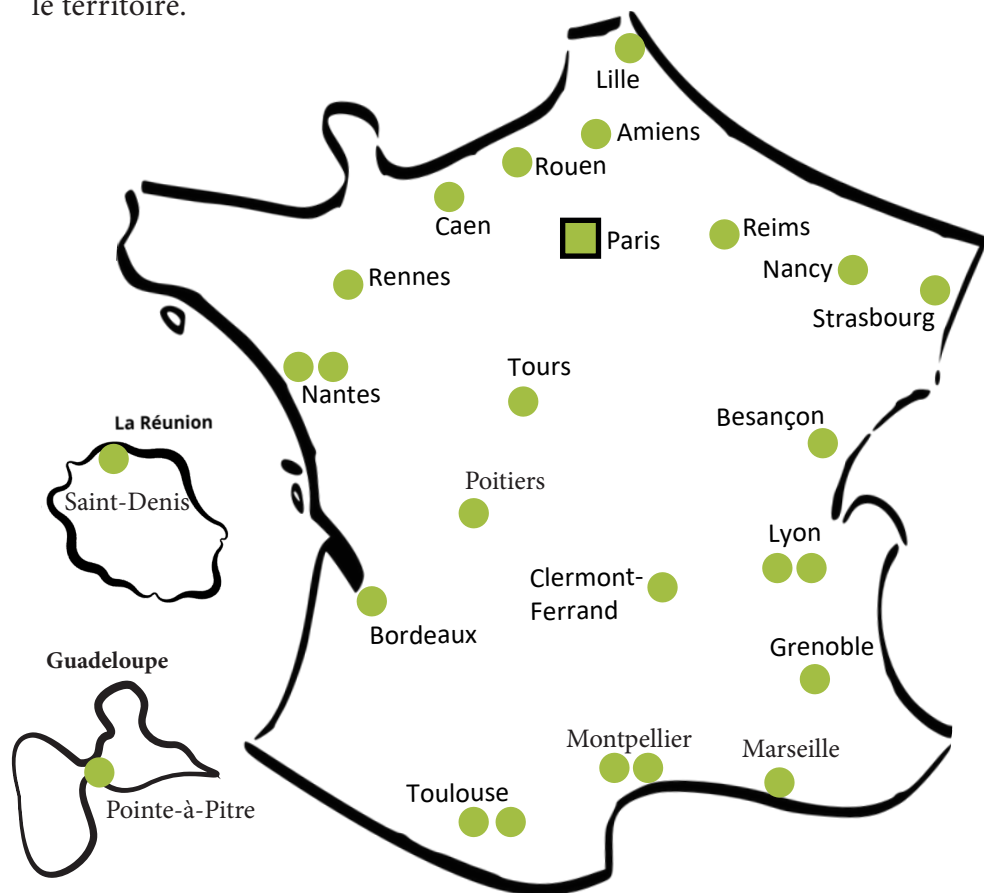 le territoire.
Lille
Amiens
Rouen
Caen
Paris
Reims
Nancy
Rennes
Strasbourg
Tours
Nantes
Besançon
La Réunion
Poitiers
Saint-Denis
Lyon
Clermont-
Ferrand
Bordeaux
Grenoble
Guadeloupe
Montpellier
Marseille
Toulouse
Pointe-à-Pitre